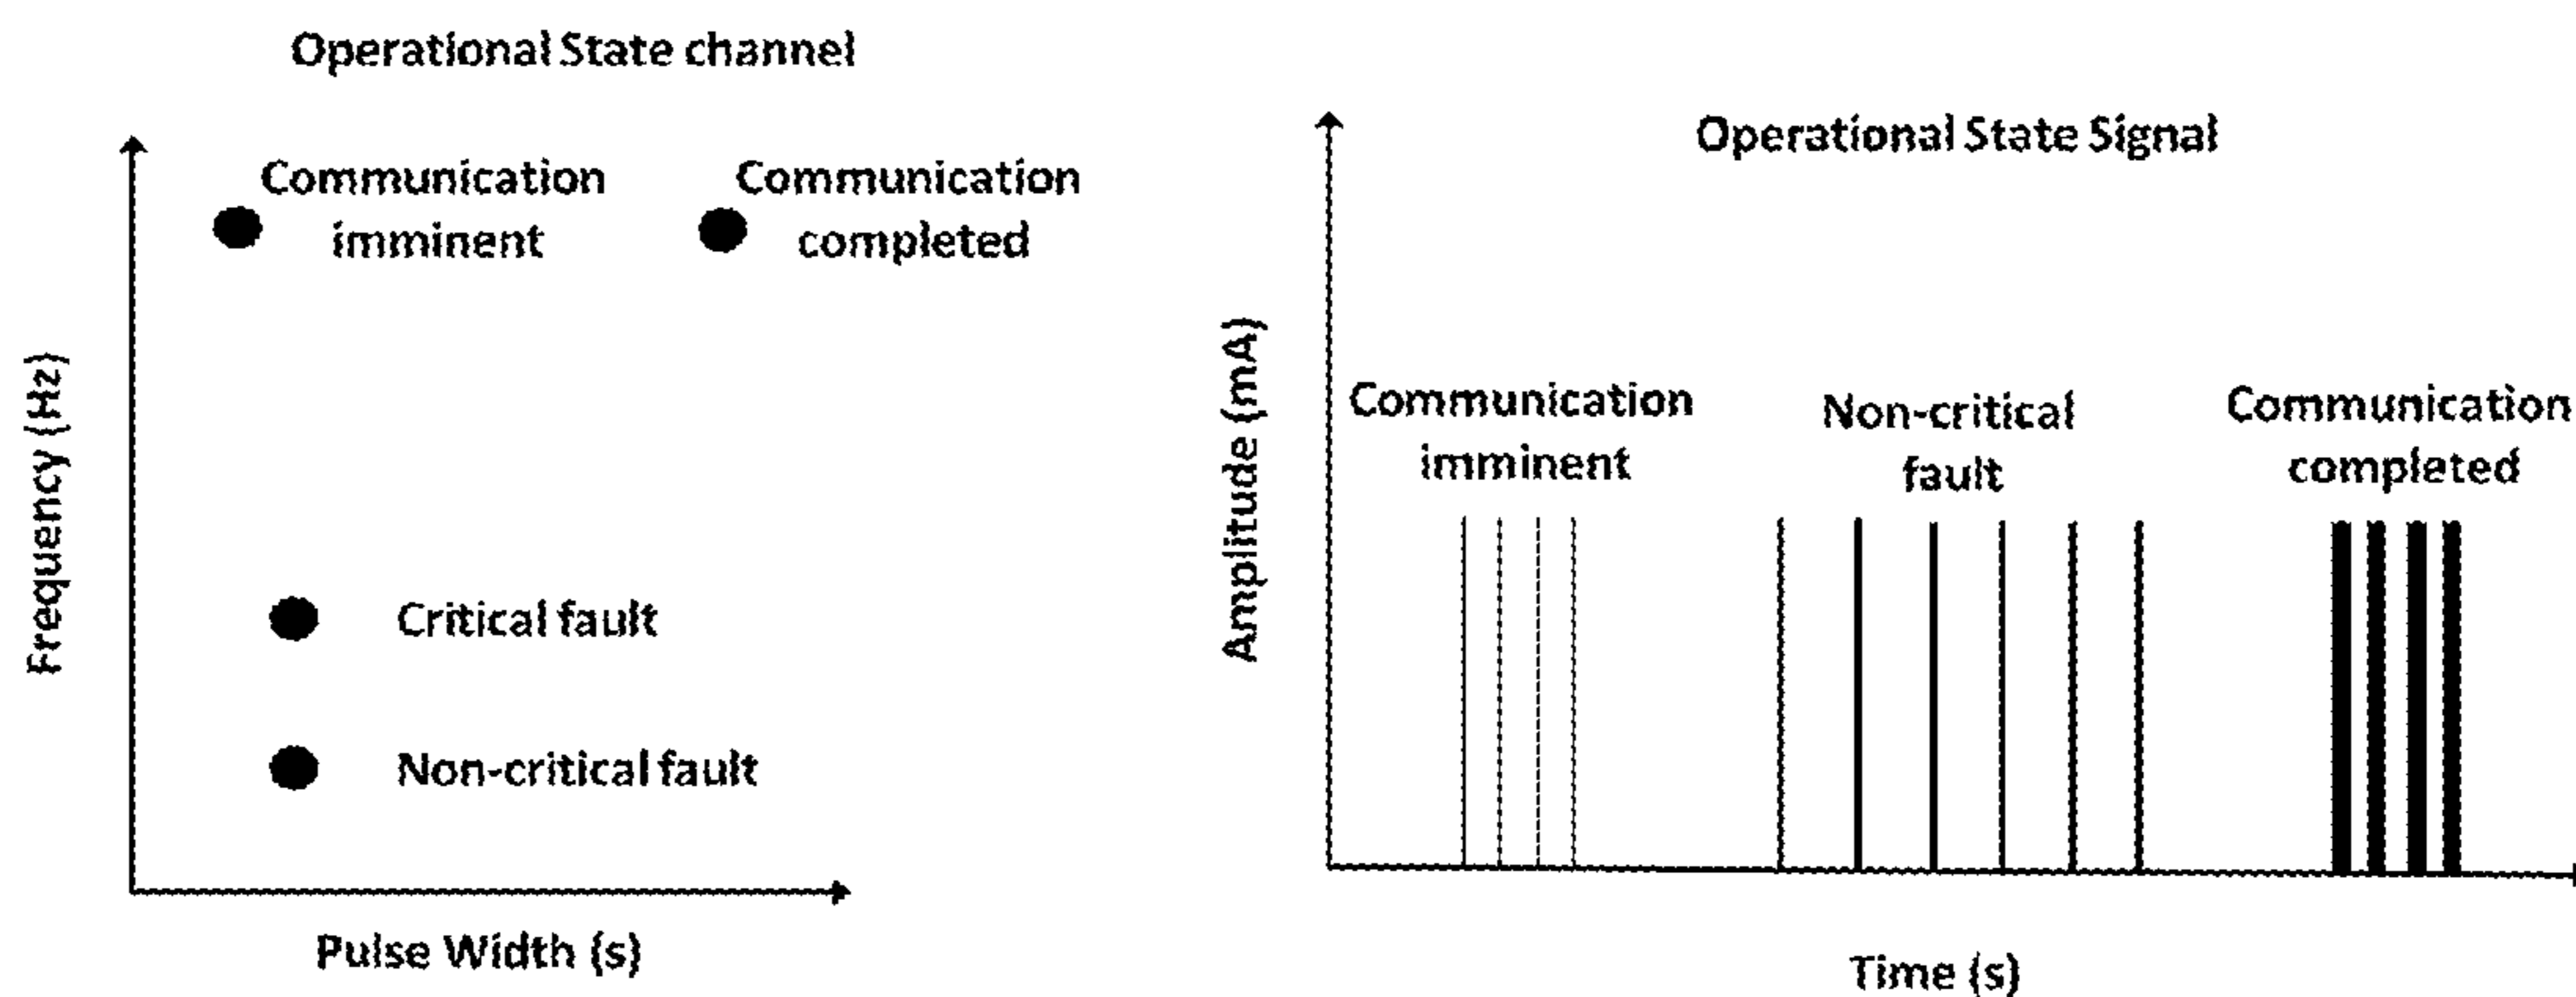 Operational State channel
Communication
imminent
Communication
completed
Frequency (Hz)
Critical fault
Non-critical fault
Pulse Width (s)
Operational State Signal
Amplitude (mA)
Communication
imminent
Non-critical
fault
Communication
completed
Time (s)